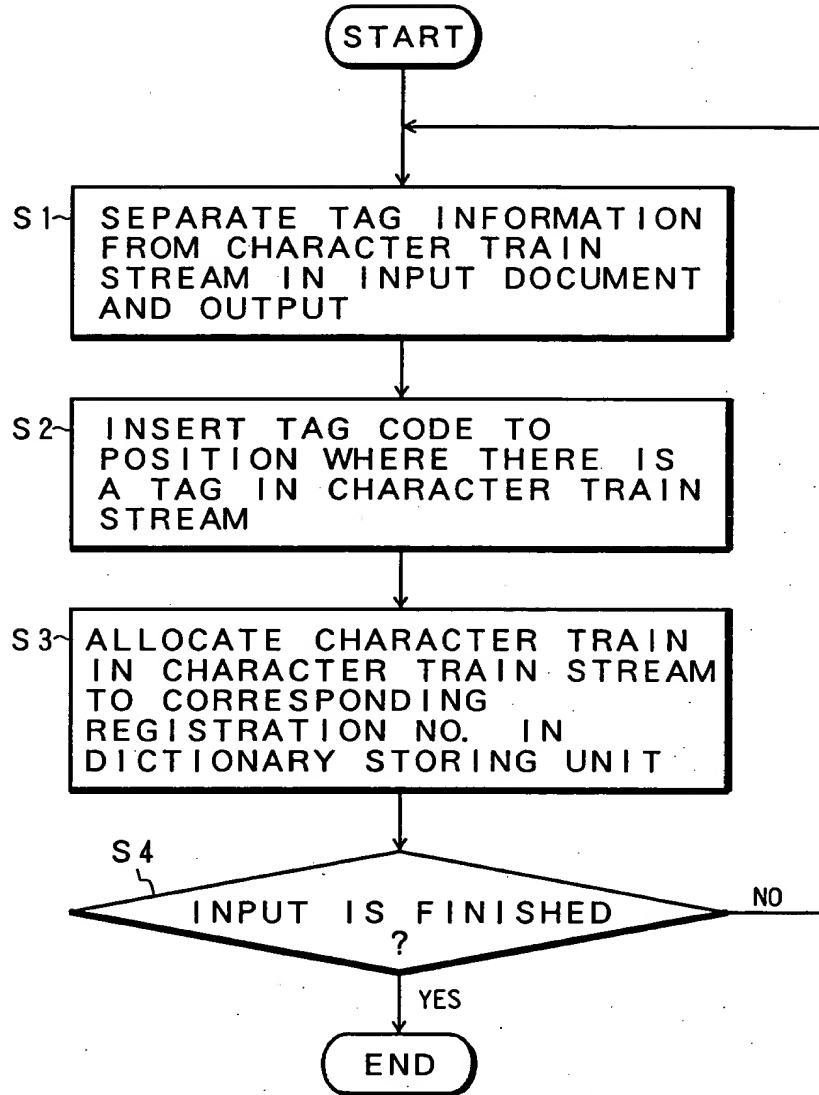 START
S1~
SEPARATE TAG INFORMATION
FROM CHARACTER TRAIN
STREAM IN INPUT DOCUMENT
AND OUTPUT
S2~
INSERT TAG CODE TO
POSITION WHERE THERE IS
A TAG IN CHARACTER TRAIN
STREAM
S3~
ALLOCATE CHARACTER TRAIN
IN CHARACTER TRAIN STREAM
TO CORRESPONDING
REGISTRATION NO. IN
DICTIONARY STORING UNIT
S4
INPUT IS FINISHED
?
NO
YES
END